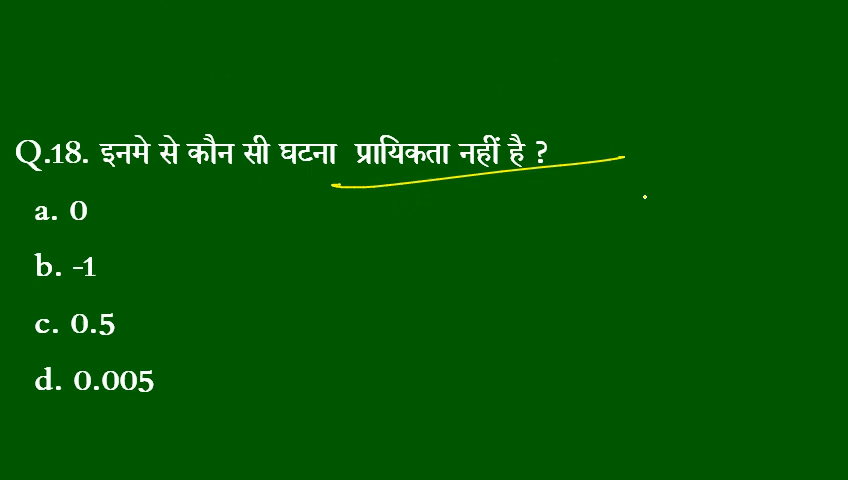 Q.18. इनमे से कौन सी घटना प्रायिकता नहीं है ?
a. 0
b. -1
c. 0.5
d. 0.005